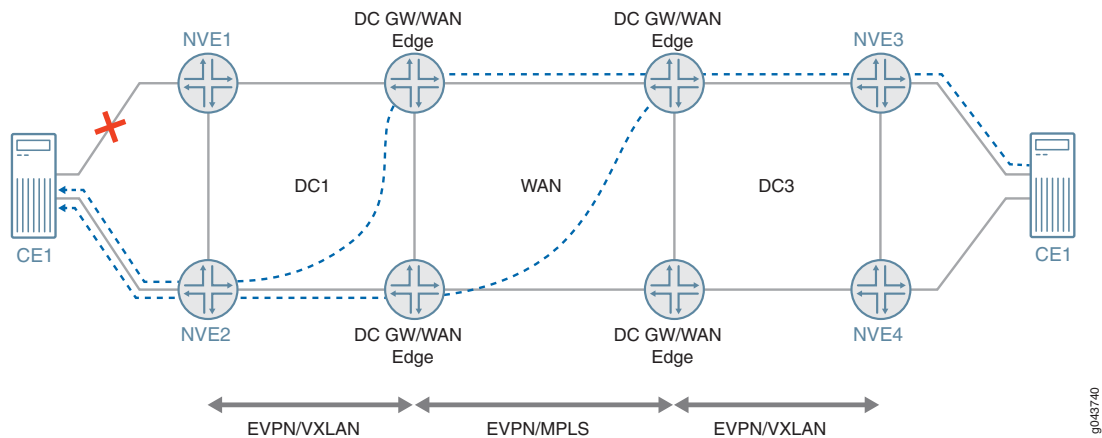 DC GW/WAN
Edge
DC GW/WAN
Edge
NVE1
NVE3
DC1
WAN
DC3
CE1
CE1
NVE2
DC GW/WAN
Edge
DC GW/WAN
Edge
NVE4
EVPN/VXLAN
EVPN/MPLS
EVPN/VXLAN
g043740